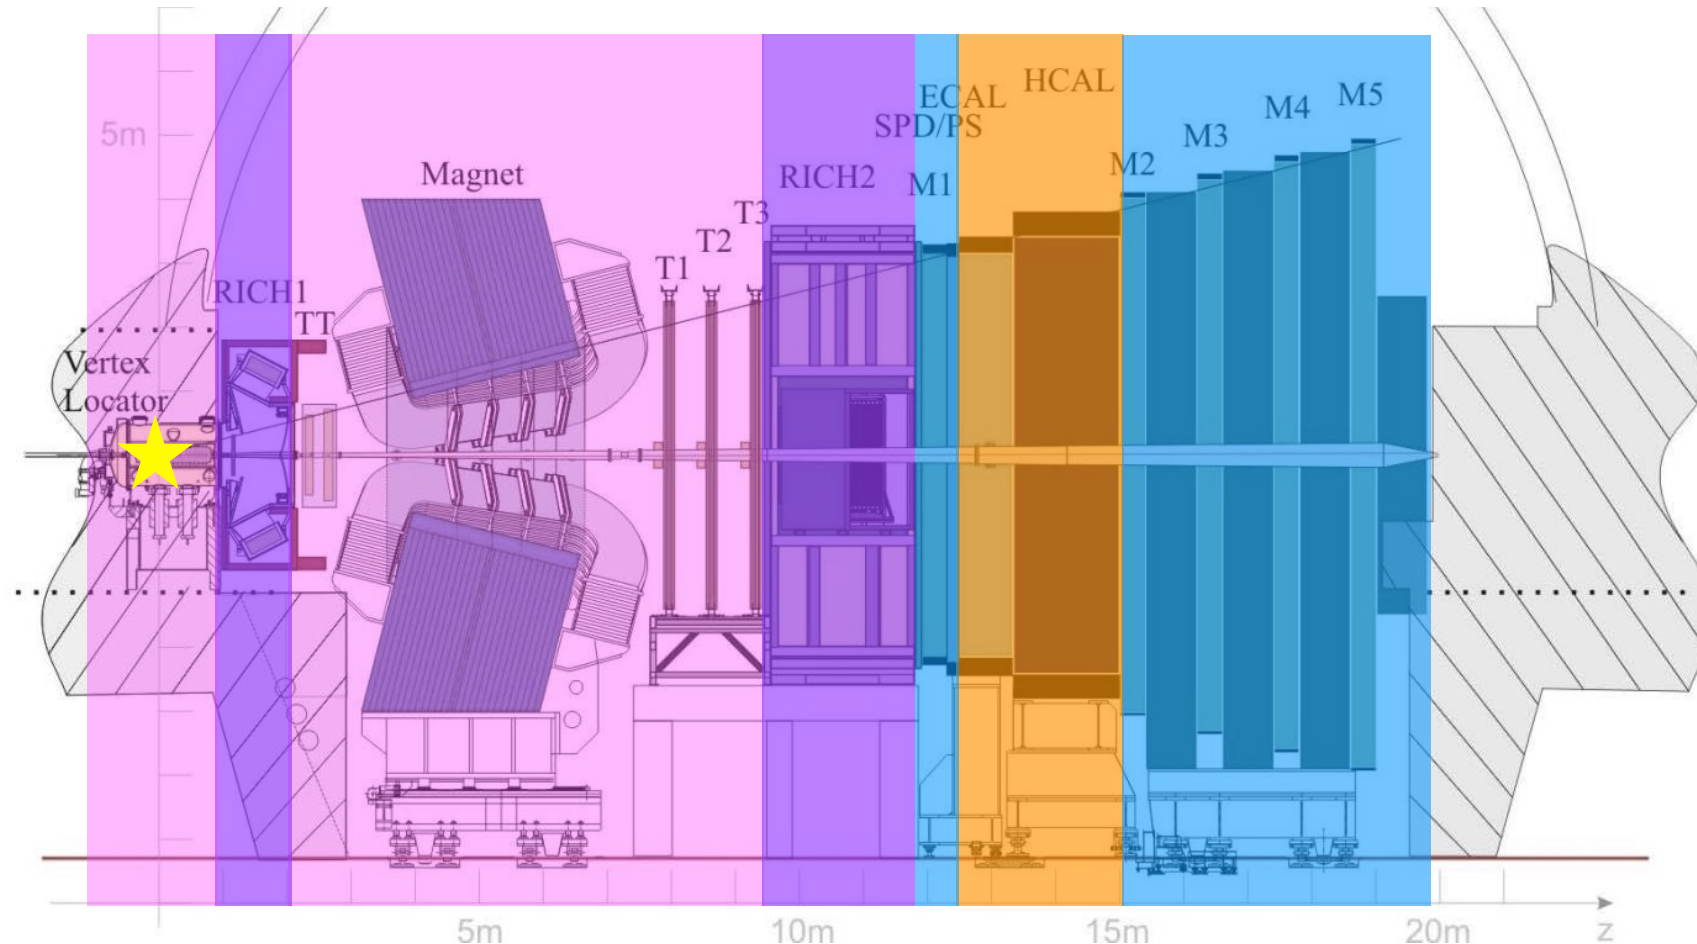 5m
ECAL
HCAL
SPD/PS
M1
M2
M3
M4
M5
Magnet
RICH2
T1
T2
T3
RICH1
TT
Vertex
Locator
5m
10m
15m
20m
z